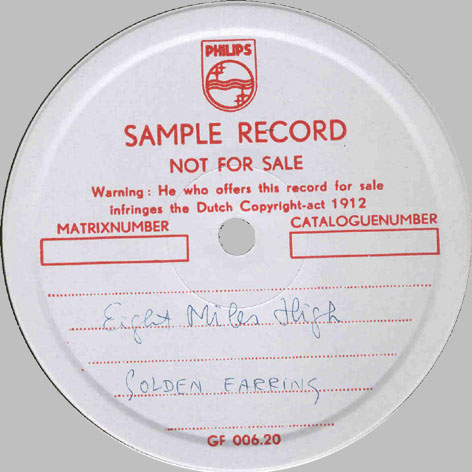 PHILIPS
SAMPLE RECORD
NOT FOR SALE
Warning : He who offers this record for sale
infringes the Dutch Copyright-act 1912
MATRIXNUMBER CATALOGUENUMBER
Eight Miles High
GOLDEN EARRING
GF 006.20